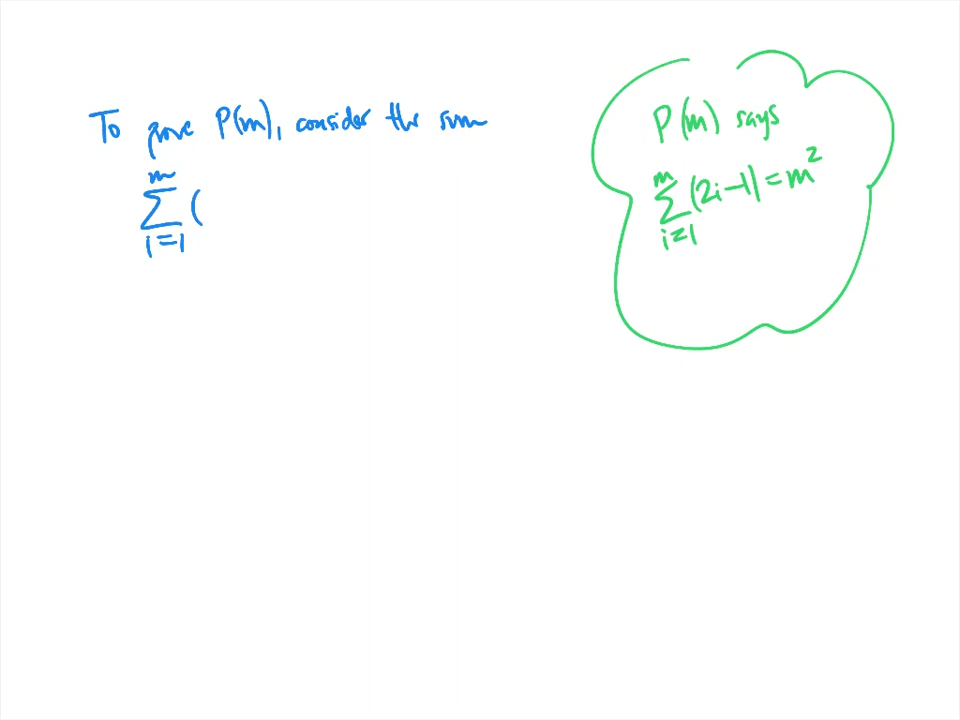 To prove P(m), consider the sum
m
∑ (
i=1
P(m) says
m
∑ (2i-1) = m²
i=1